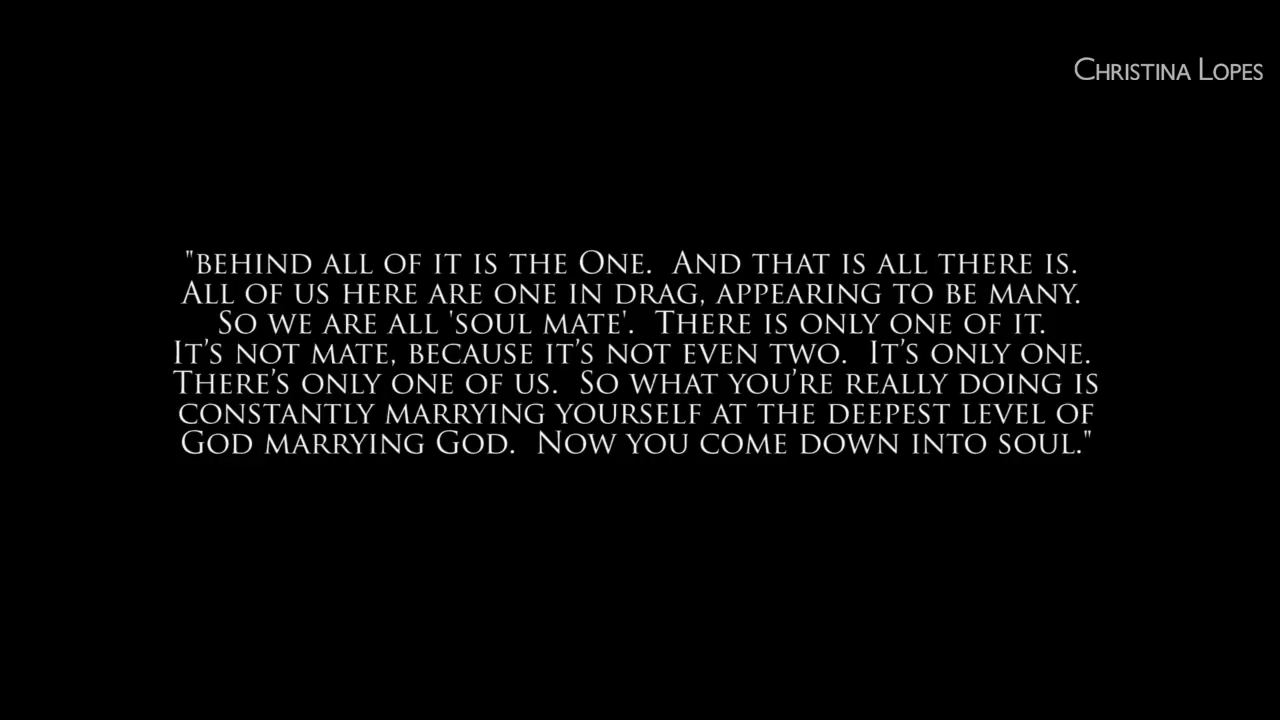 CHRISTINA LOPES
"BEHIND ALL OF IT IS THE ONE. AND THAT IS ALL THERE IS.
ALL OF US HERE ARE ONE IN DRAG, APPEARING TO BE MANY.
SO WE ARE ALL 'SOUL MATE'. THERE IS ONLY ONE OF IT.
IT'S NOT MATE, BECAUSE IT'S NOT EVEN TWO. IT'S ONLY ONE.
THERE'S ONLY ONE OF US. SO WHAT YOU'RE REALLY DOING IS
CONSTANTLY MARRYING YOURSELF AT THE DEEPEST LEVEL OF
GOD MARRYING GOD. NOW YOU COME DOWN INTO SOUL."